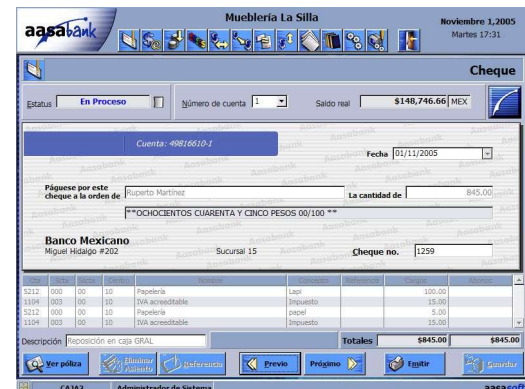 aasabank
Mueblería La Silla
Noviembre 1,2005
Martes 17:31
Cheque
Estatus En Proceso Número de cuenta 1 Saldo real $148,746.66 MEX
Cuenta: 49816610-1
Fecha 01/11/2005
Páguese por este
cheque a la orden de Ruperto Martínez La cantidad de 845.00
**OCHOCIENTOS CUARENTA Y CINCO PESOS 00/100 **
Banco Mexicano
Miguel Hidalgo #202 Sucursal 15 Cheque no. 1259
Cta Scta Centro Nombre Concepto Referencia Cargos Abonos
5212 000 00 10 Papelería Lapi 100.00
1104 003 00 10 IVA acreeditable Impuesto 15.00
5212 000 00 10 Papelería papel 5.00
1104 003 00 10 IVA acreeditable Impuesto 15.00
Descripción Reposición en caja GRAL Totales $845.00 $845.00
Ver póliza Eliminar Asiento Referencia Previo Próximo Emitir Guardar
CAJA2 Administrador de Sistema aasasoft